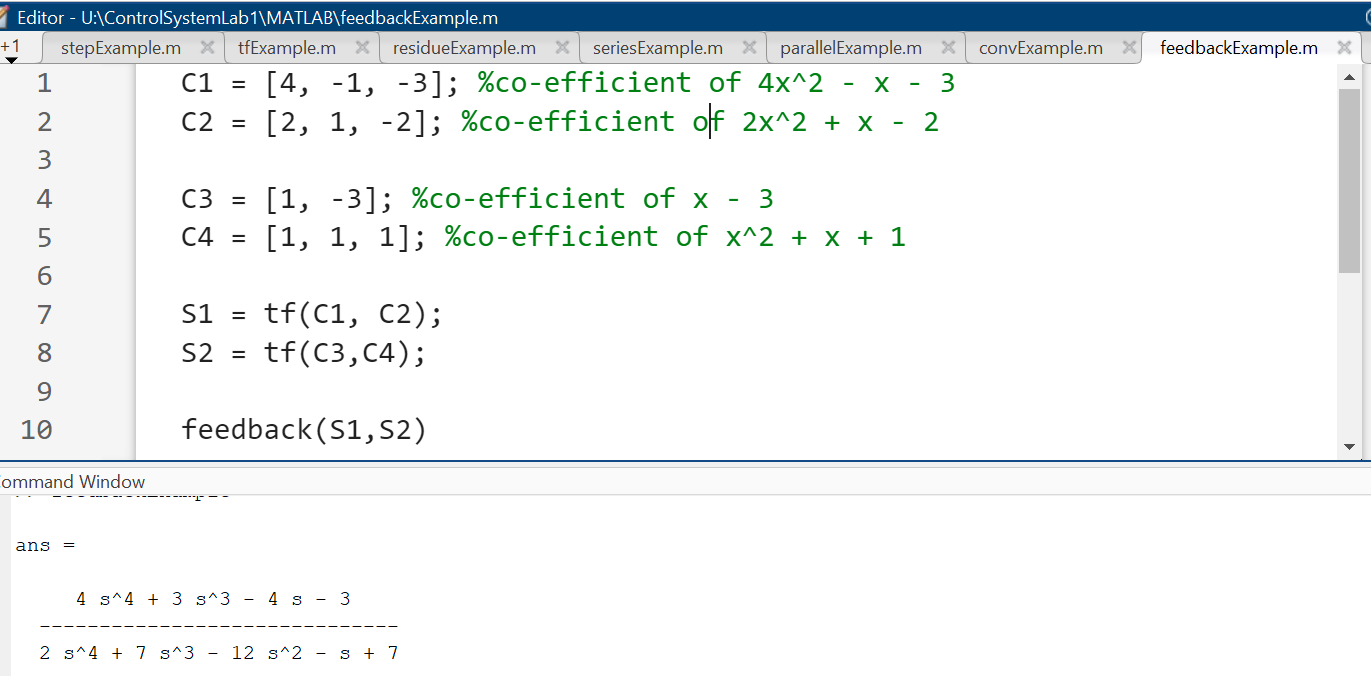 Editor - U:\ControlSystemLab1\MATLAB\feedbackExample.m
+1 stepExample.m tfExample.m residueExample.m seriesExample.m parallelExample.m convExample.m feedbackExample.m
1 C1 = [4, -1, -3]; %co-efficient of 4x^2 - x - 3
2 C2 = [2, 1, -2]; %co-efficient of 2x^2 + x - 2
3
4 C3 = [1, -3]; %co-efficient of x - 3
5 C4 = [1, 1, 1]; %co-efficient of x^2 + x + 1
6
7 S1 = tf(C1, C2);
8 S2 = tf(C3,C4);
9
10 feedback(S1,S2)
ommand Window
ans =
4 s^4 + 3 s^3 - 4 s - 3
------------------------------
2 s^4 + 7 s^3 - 12 s^2 - s + 7